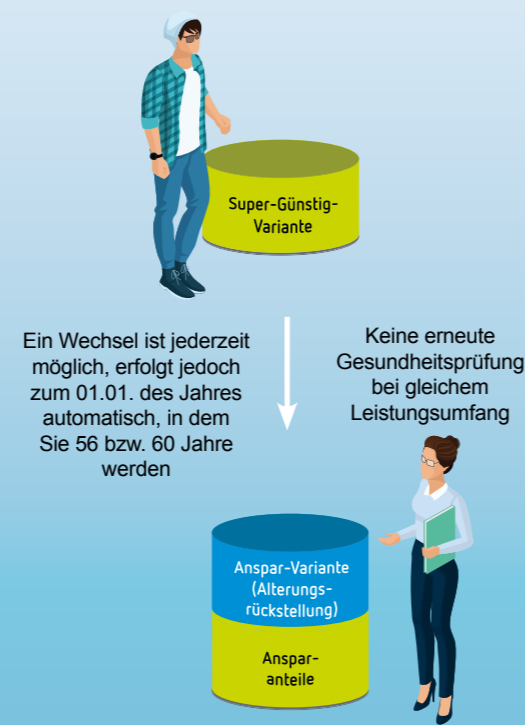 Super-Günstig-
Variante
Ein Wechsel ist jederzeit
möglich, erfolgt jedoch
zum 01.01. des Jahres
automatisch, in dem
Sie 56 bzw. 60 Jahre
werden
Keine erneute
Gesundheitsprüfung
bei gleichem
Leistungsumfang
Anspar-Variante
(Alterungs-
rückstellung)
Anspar-
anteile